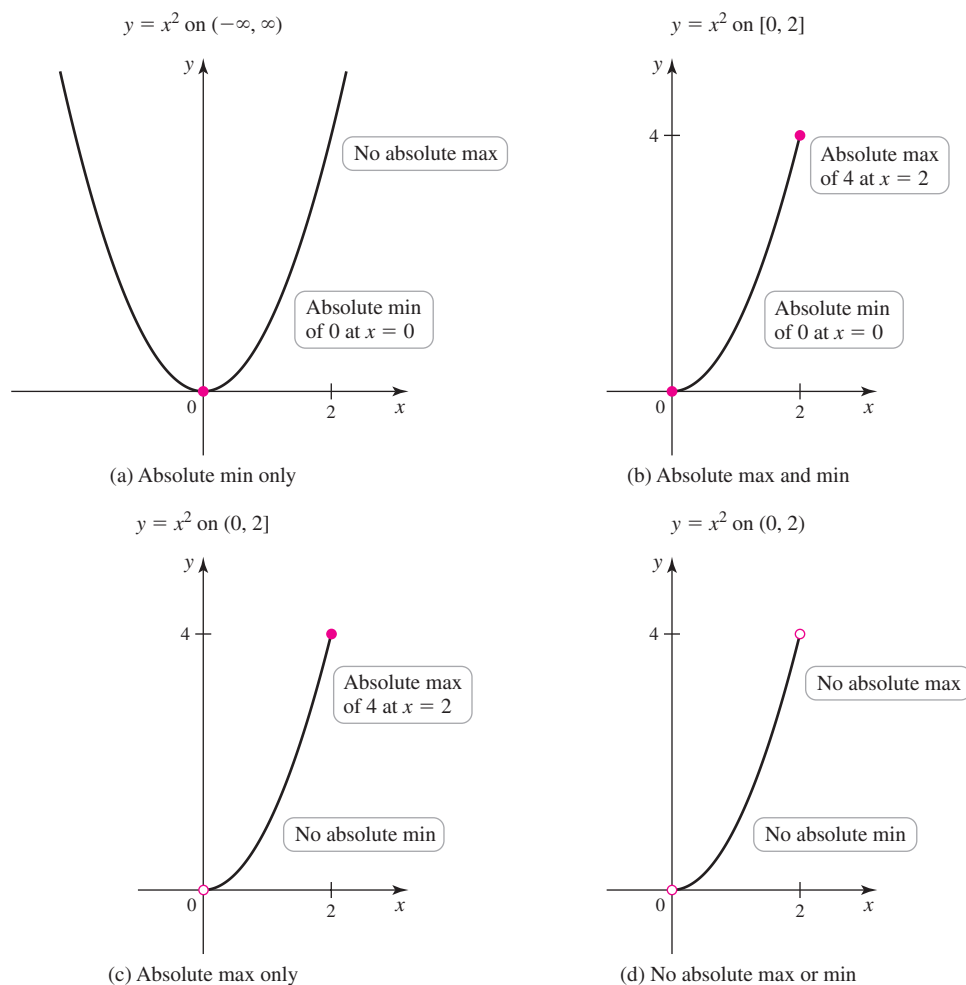 y = x² on (−∞, ∞)
y
No absolute max
Absolute min
of 0 at x = 0
0
2
x
(a) Absolute min only
y = x² on [0, 2]
y
4
Absolute max
of 4 at x = 2
Absolute min
of 0 at x = 0
0
2
x
(b) Absolute max and min
y = x² on (0, 2]
y
4
Absolute max
of 4 at x = 2
No absolute min
0
2
x
(c) Absolute max only
y = x² on (0, 2)
y
4
No absolute max
No absolute min
0
2
x
(d) No absolute max or min